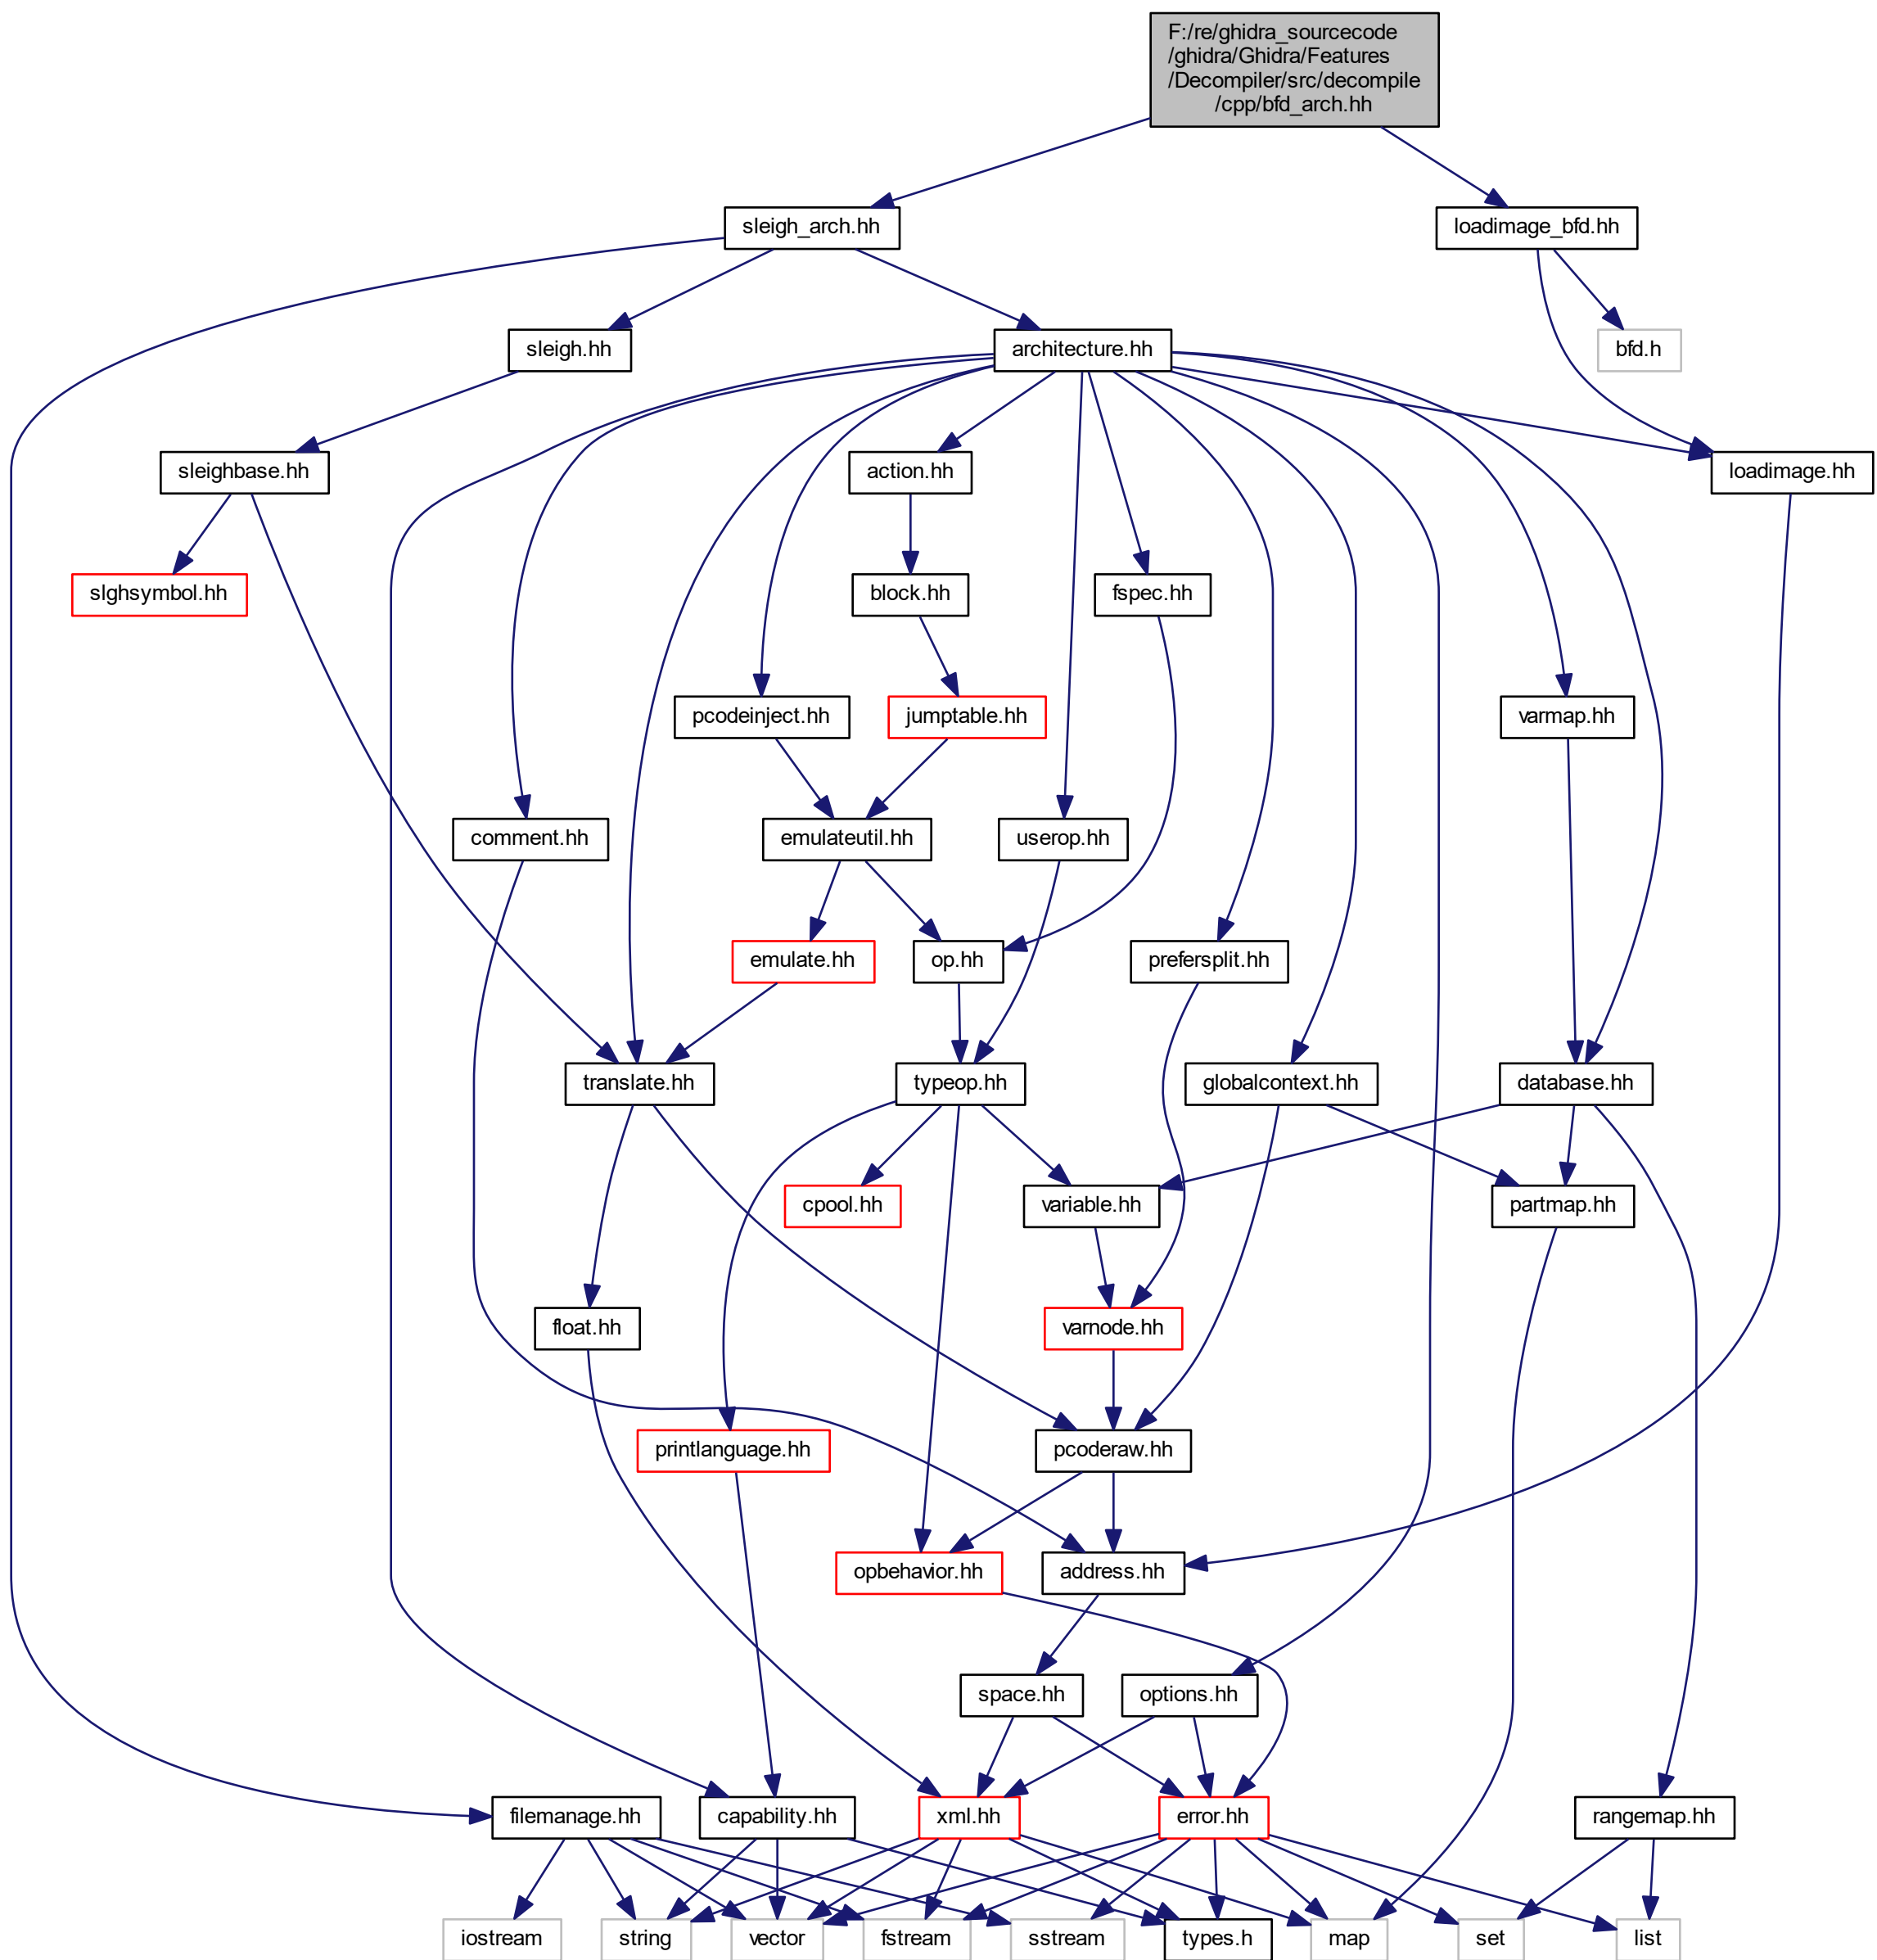 F:/re/ghidra_sourcecode
/ghidra/Ghidra/Features
/Decompiler/src/decompile
/cpp/bfd_arch.hh
sleigh_arch.hh
loadimage_bfd.hh
sleigh.hh
architecture.hh
bfd.h
sleighbase.hh
action.hh
loadimage.hh
slghsymbol.hh
block.hh
fspec.hh
pcodeinject.hh
jumptable.hh
varmap.hh
comment.hh
emulateutil.hh
userop.hh
emulate.hh
op.hh
prefersplit.hh
translate.hh
typeop.hh
globalcontext.hh
database.hh
cpool.hh
variable.hh
partmap.hh
float.hh
varnode.hh
printlanguage.hh
pcoderaw.hh
opbehavior.hh
address.hh
space.hh
options.hh
filemanage.hh
capability.hh
xml.hh
error.hh
rangemap.hh
iostream
string
vector
fstream
sstream
types.h
map
set
list